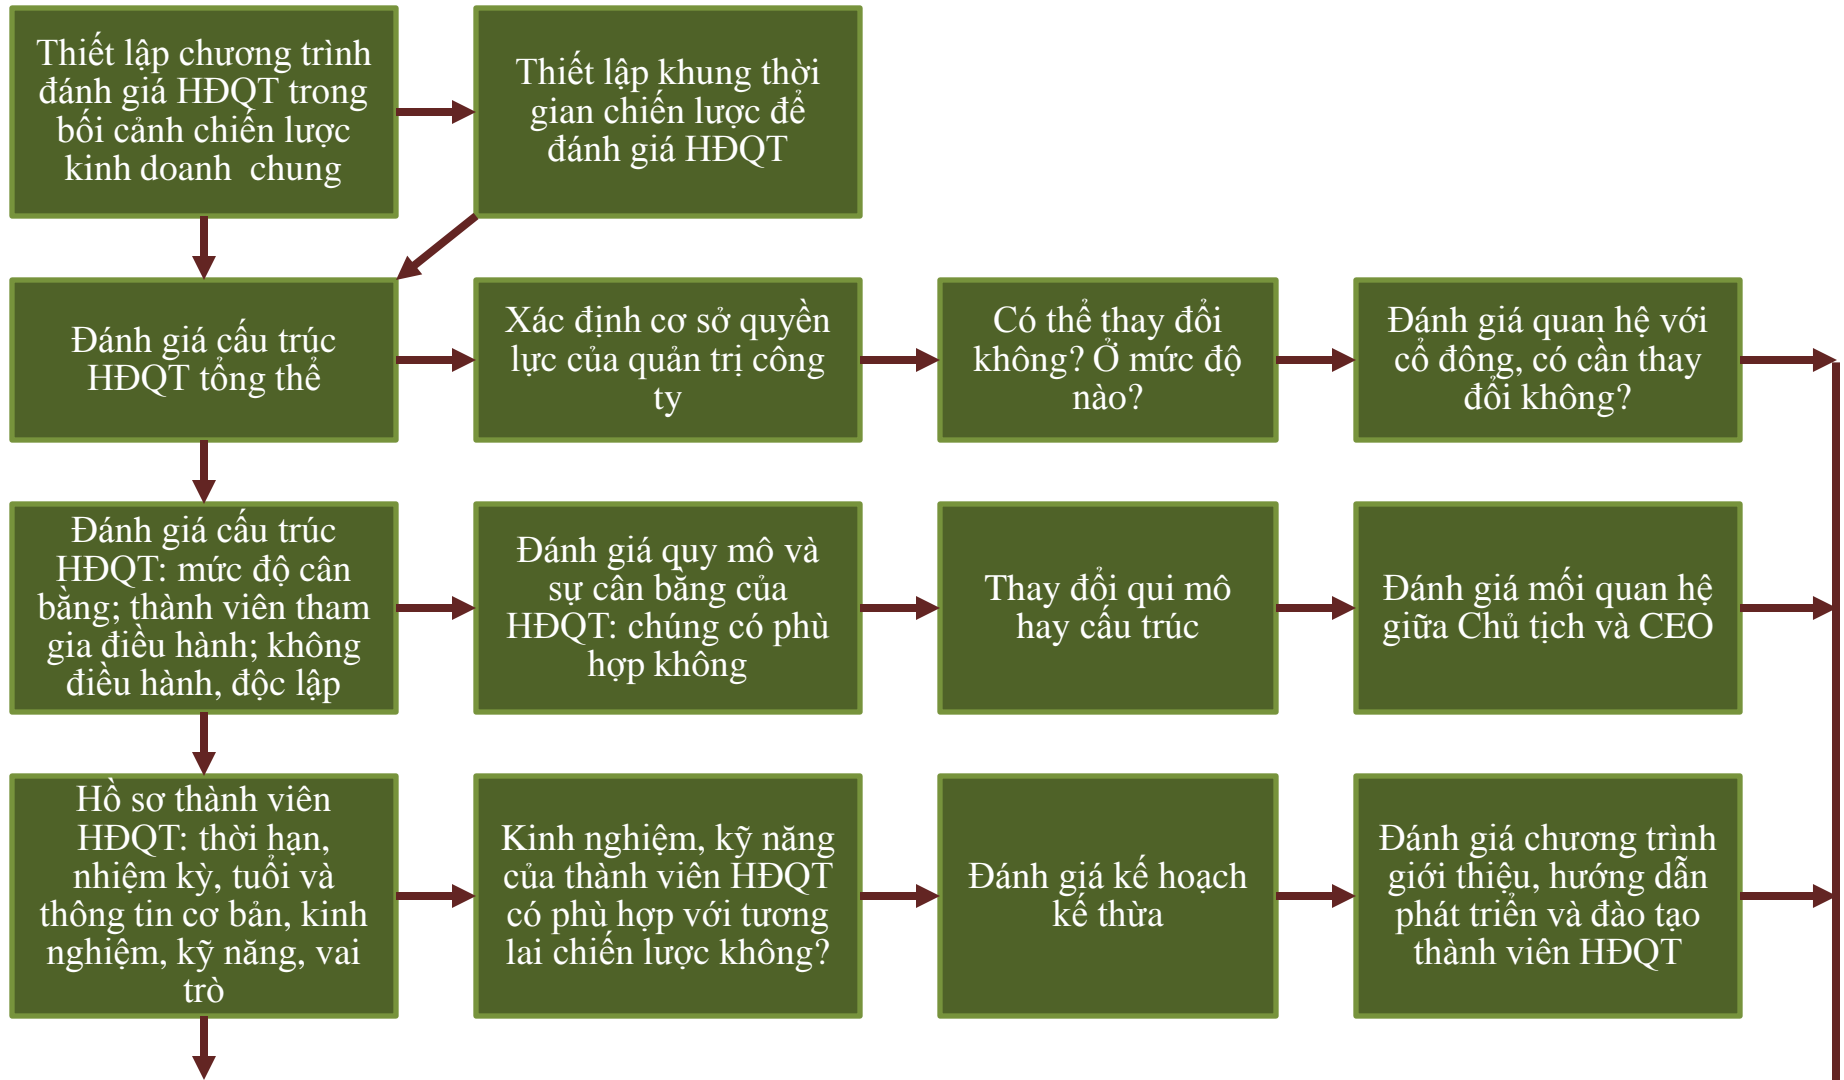 Thiết lập chương trình
đánh giá HĐQT trong
bối cảnh chiến lược
kinh doanh  chung
Thiết lập khung thời
gian chiến lược để
đánh giá HĐQT
Đánh giá cấu trúc
HĐQT tổng thể
Xác định cơ sở quyền
lực của quản trị công
ty
Có thể thay đổi
không? Ở mức độ
nào?
Đánh giá quan hệ với
cổ đông, có cần thay
đổi không?
Đánh giá cấu trúc
HĐQT: mức độ cân
bằng; thành viên tham
gia điều hành; không
điều hành, độc lập
Đánh giá quy mô và
sự cân bằng của
HĐQT: chúng có phù
hợp không
Thay đổi qui mô
hay cấu trúc
Đánh giá mối quan hệ
giữa Chủ tịch và CEO
Hồ sơ thành viên
HĐQT: thời hạn,
nhiệm kỳ, tuổi và
thông tin cơ bản, kinh
nghiệm, kỹ năng, vai
trò
Kinh nghiệm, kỹ năng
của thành viên HĐQT
có phù hợp với tương
lai chiến lược không?
Đánh giá kế hoạch
kế thừa
Đánh giá chương trình
giới thiệu, hướng dẫn
phát triển và đào tạo
thành viên HĐQT